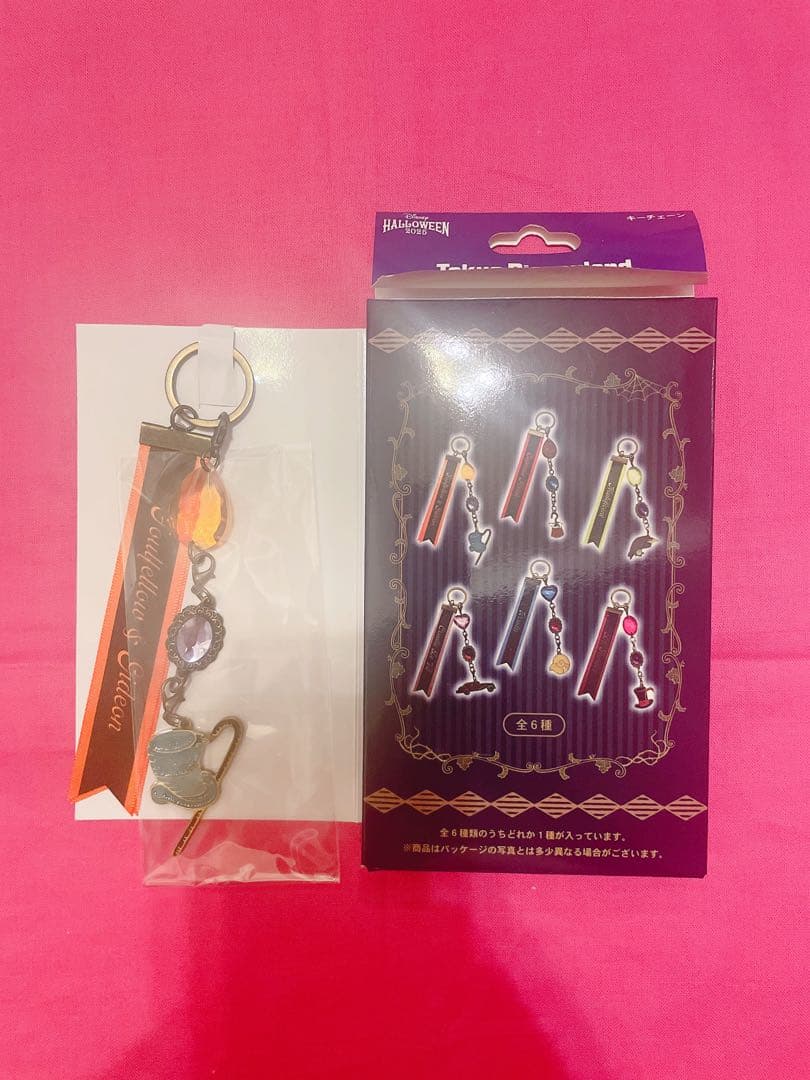 Disney
HALLOWEEN
2025
キーチェーン
Foulfellow & Gideon
全6種
全6種類のうちどれか1種が入っています。
※商品はパッケージの写真とは多少異なる場合がございます。